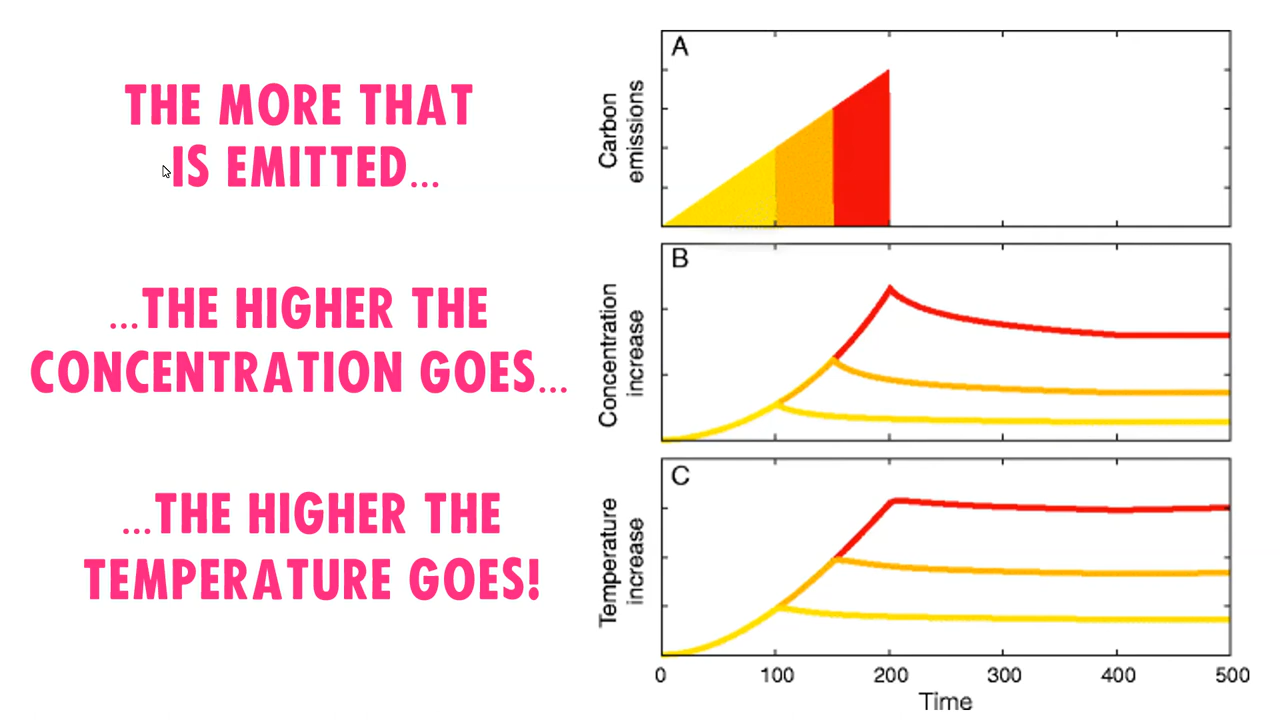 THE MORE THAT
IS EMITTED...
...THE HIGHER THE
CONCENTRATION GOES...
...THE HIGHER THE
TEMPERATURE GOES!
A
Carbon
emissions
B
Concentration
increase
C
Temperature
increase
0 100 200 300 400 500
Time